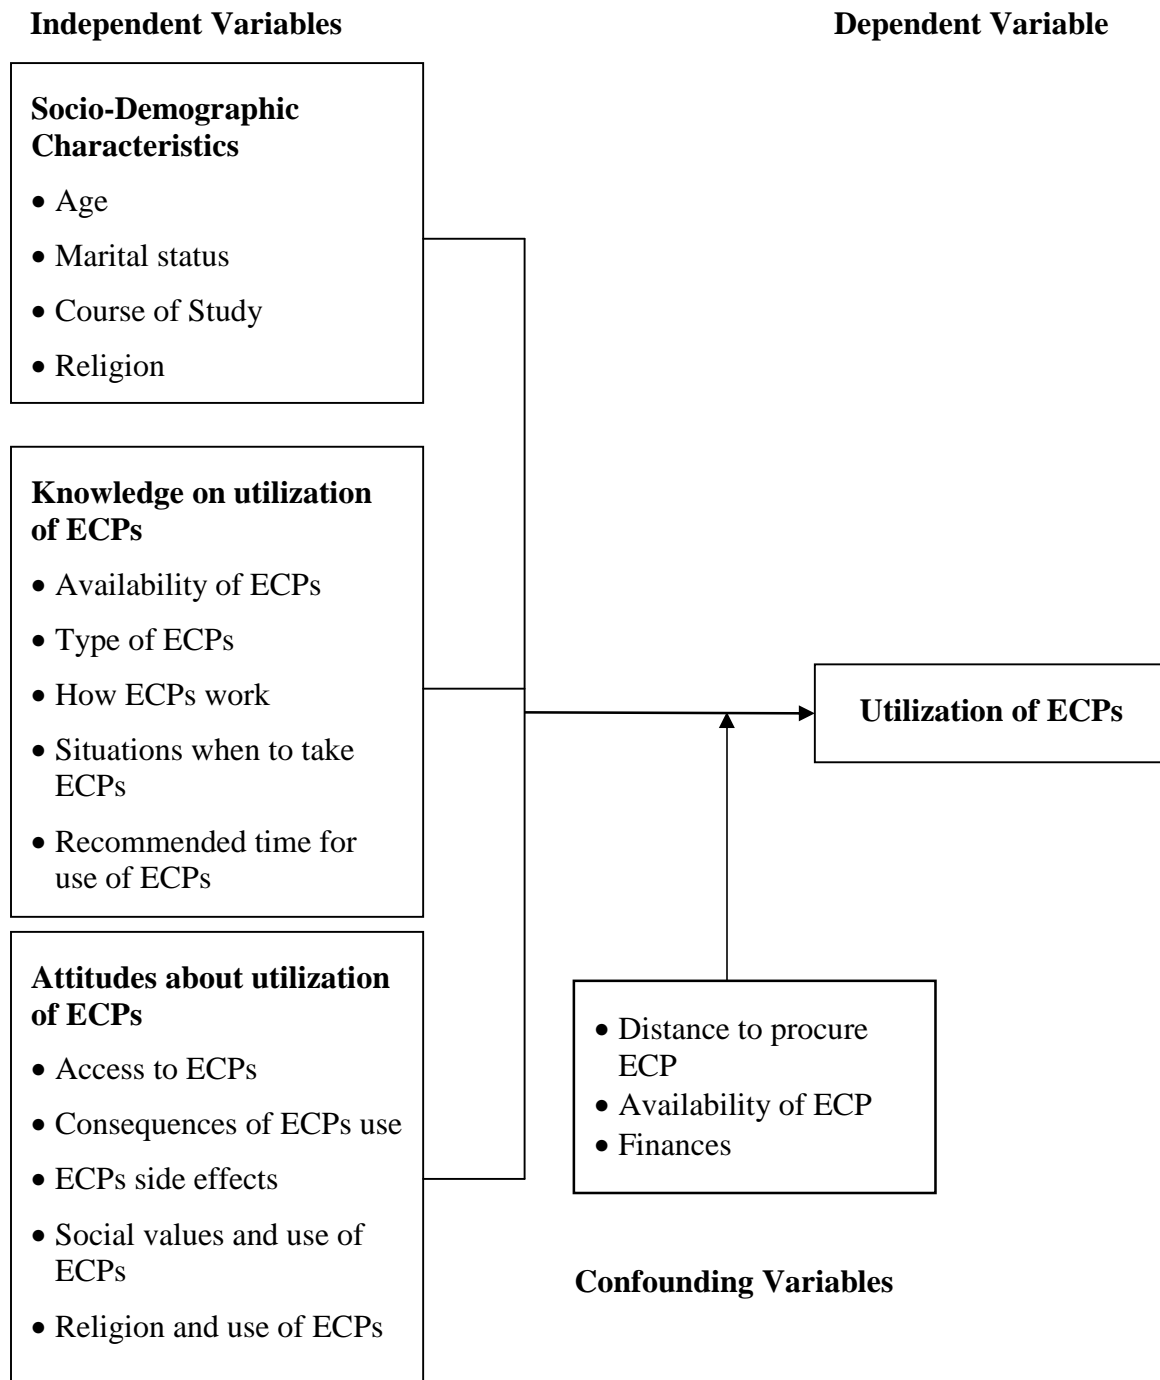 Independent Variables
Dependent Variable
Socio-Demographic
Characteristics
• Age
• Marital status
• Course of Study
• Religion
Knowledge on utilization
of ECPs
• Availability of ECPs
• Type of ECPs
• How ECPs work
• Situations when to take
ECPs
• Recommended time for
use of ECPs
Attitudes about utilization
of ECPs
• Access to ECPs
• Consequences of ECPs use
• ECPs side effects
• Social values and use of
ECPs
• Religion and use of ECPs
Utilization of ECPs
• Distance to procure
ECP
• Availability of ECP
• Finances
Confounding Variables